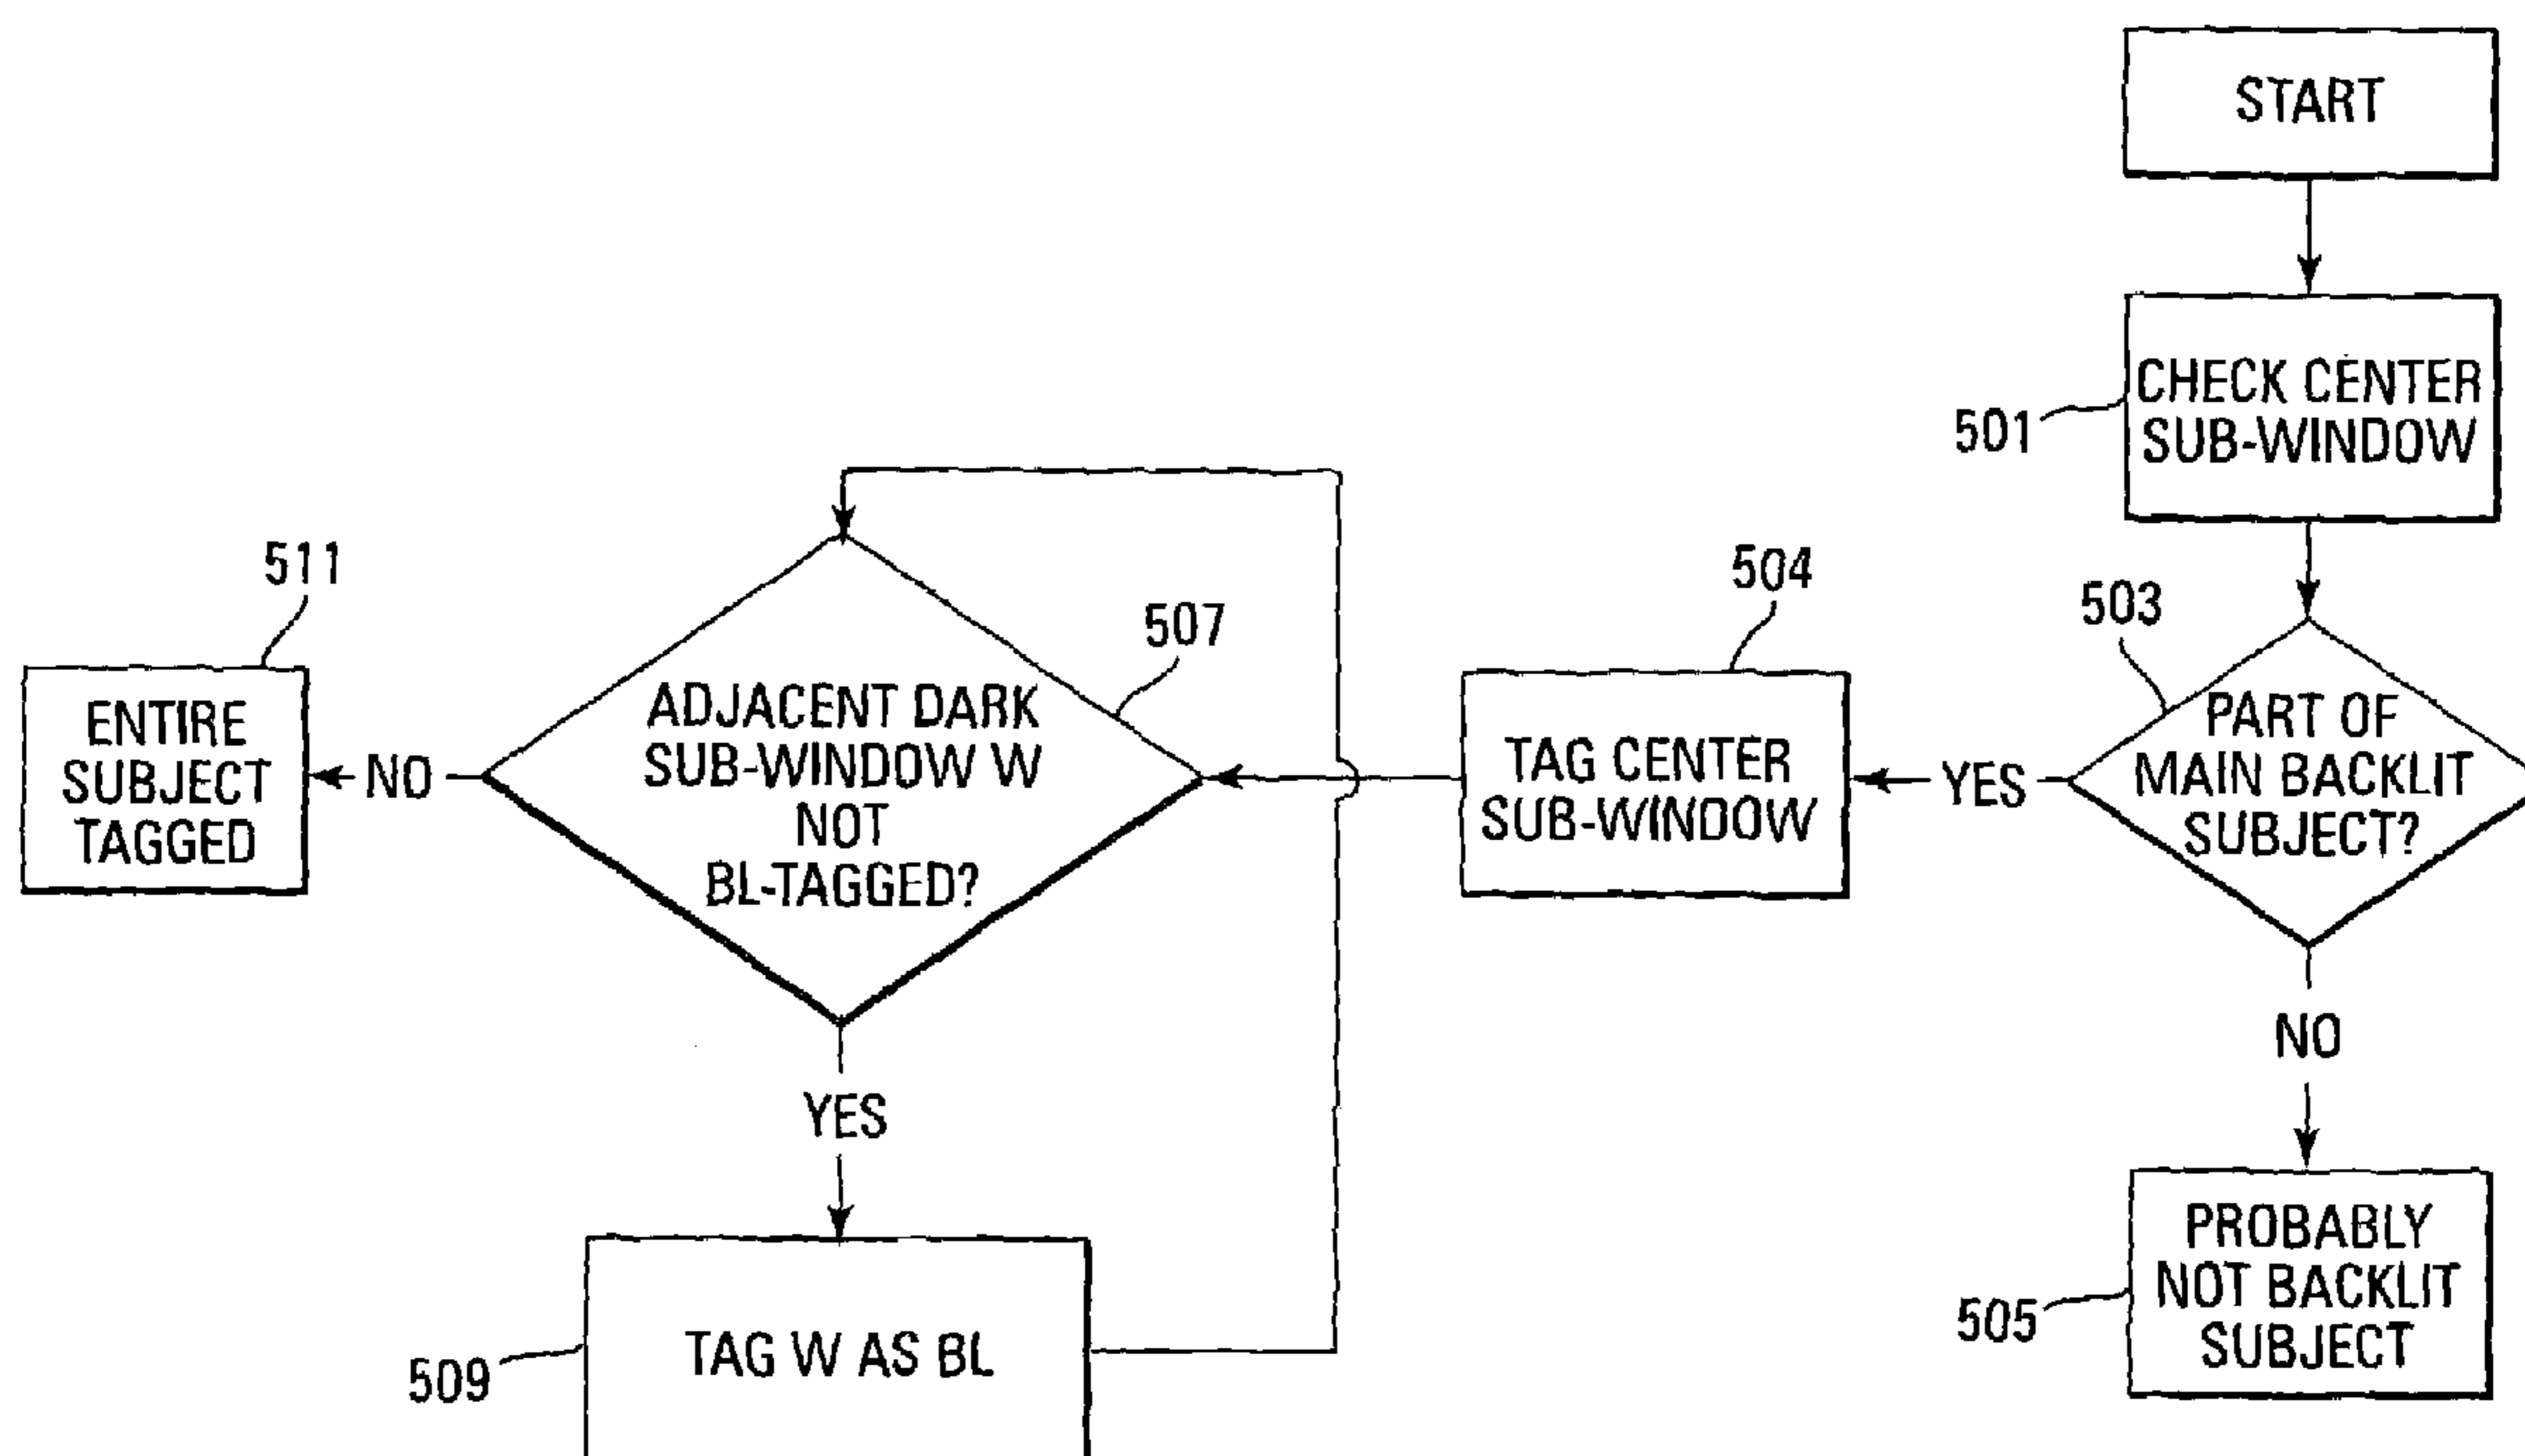 START
501
CHECK CENTER
SUB-WINDOW
503
PART OF
MAIN BACKLIT
SUBJECT?
YES
NO
505
PROBABLY
NOT BACKLIT
SUBJECT
504
TAG CENTER
SUB-WINDOW
507
ADJACENT DARK
SUB-WINDOW W
NOT
BL-TAGGED?
NO
YES
511
ENTIRE
SUBJECT
TAGGED
509
TAG W AS BL